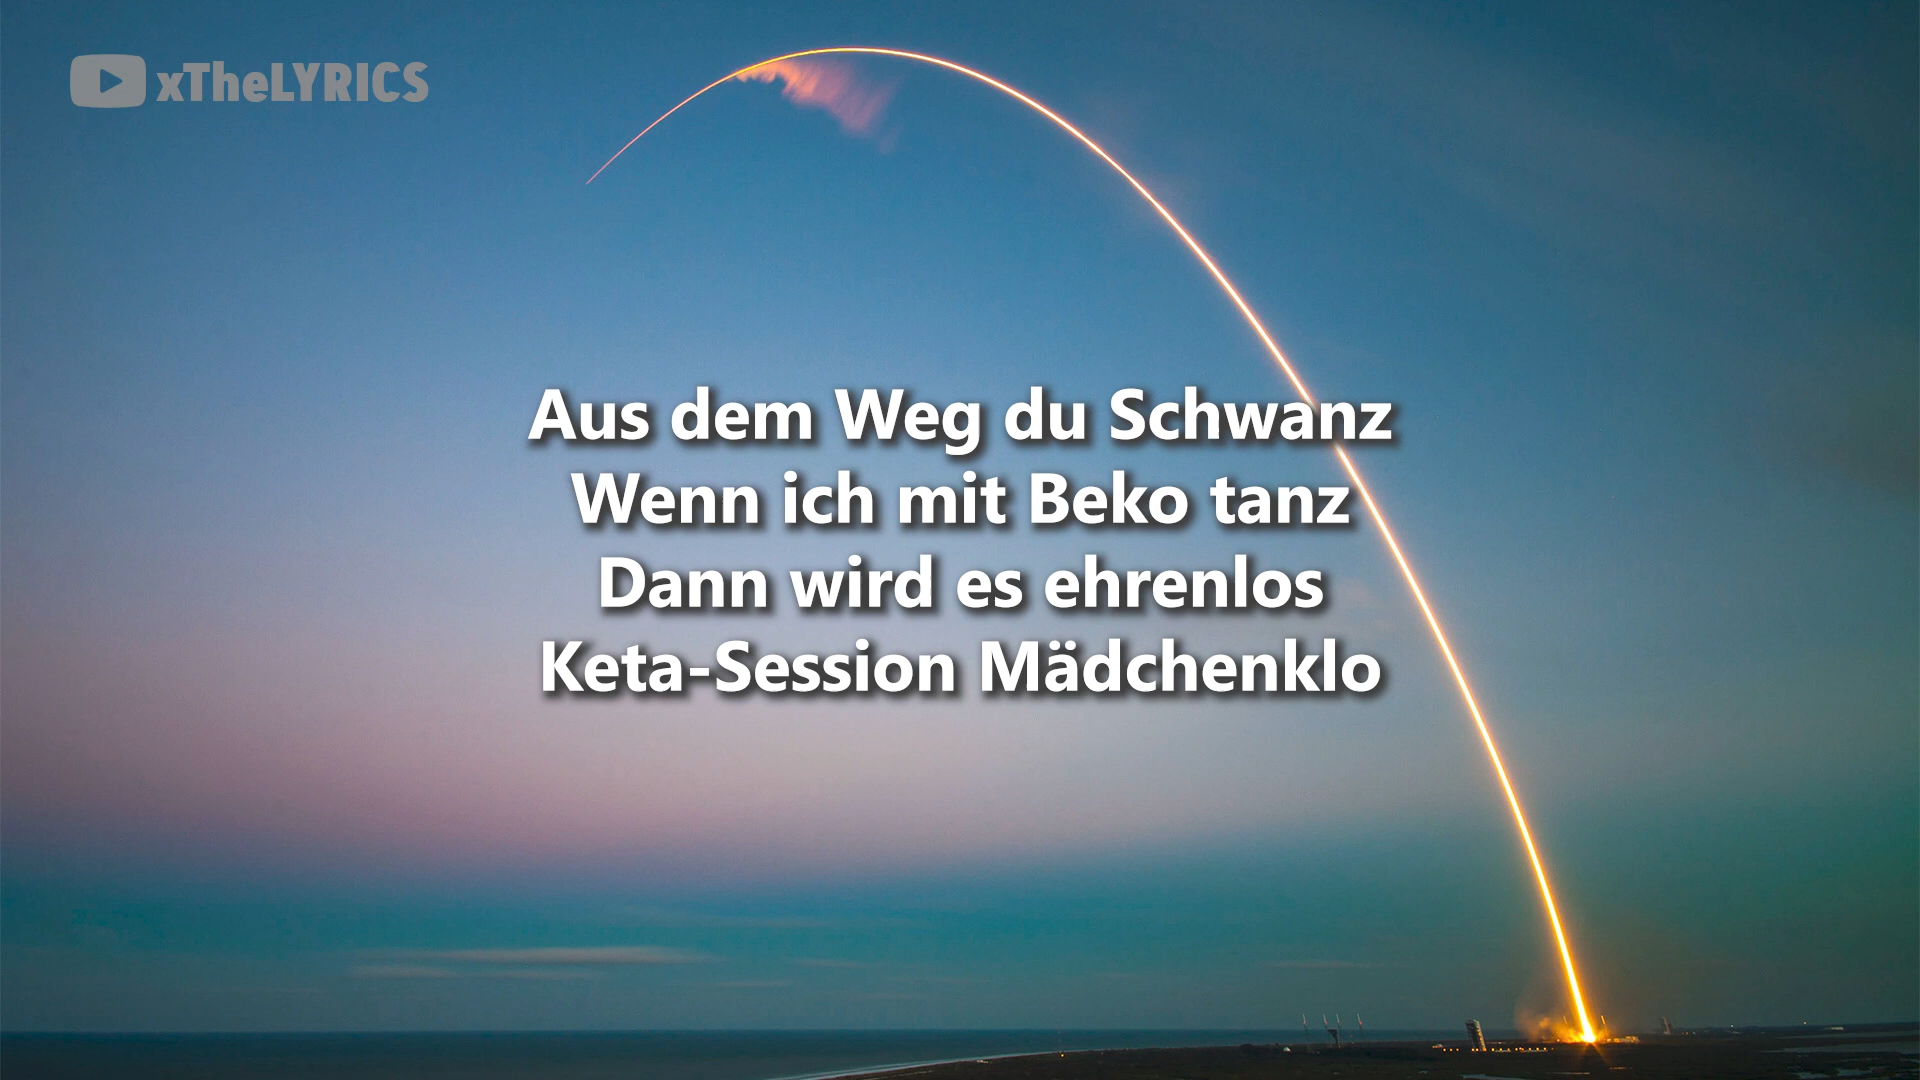 xTheLYRICS
Aus dem Weg du Schwanz
Wenn ich mit Beko tanz
Dann wird es ehrenlos
Keta-Session Mädchenklo